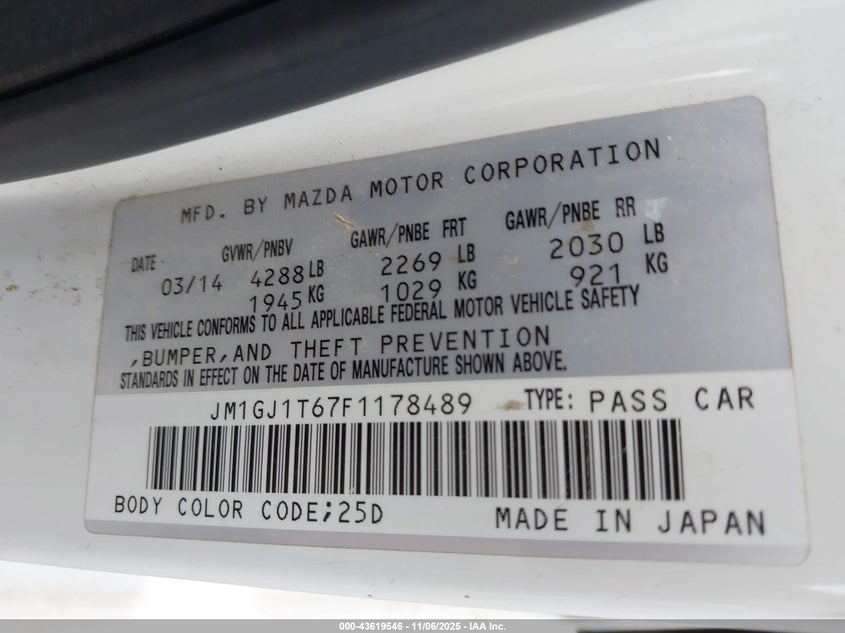 MFD. BY MAZDA MOTOR CORPORATION
DATE GVWR/PNBV GAWR/PNBE FRT GAWR/PNBE RR
03/14 4288 LB 2269 LB 2030 LB
1945 KG 1029 KG 921 KG
THIS VEHICLE CONFORMS TO ALL APPLICABLE FEDERAL MOTOR VEHICLE SAFETY
,BUMPER,AND THEFT PREVENTION
STANDARDS IN EFFECT ON THE DATE OF MANUFACTURE SHOWN ABOVE.
JM1GJ1T67F1178489 TYPE: PASS CAR
BODY COLOR CODE;25D MADE IN JAPAN
000-43619546 - 11/06/2025 - IAA Inc.